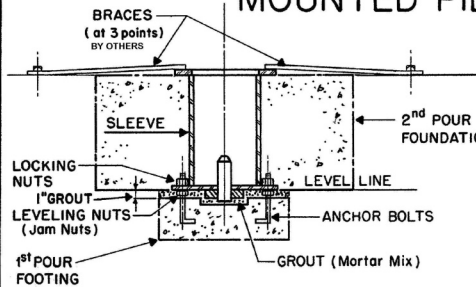 MOUNTED
BRACES
( at 3 points)
BY OTHERS
SLEEVE
2nd POUR
LOCKING
NUTS
1"GROUT
LEVELING NUTS
(Jam Nuts)
LEVEL LINE
ANCHOR BOLTS
1st POUR
FOOTING
GROUT (Mortar Mix)